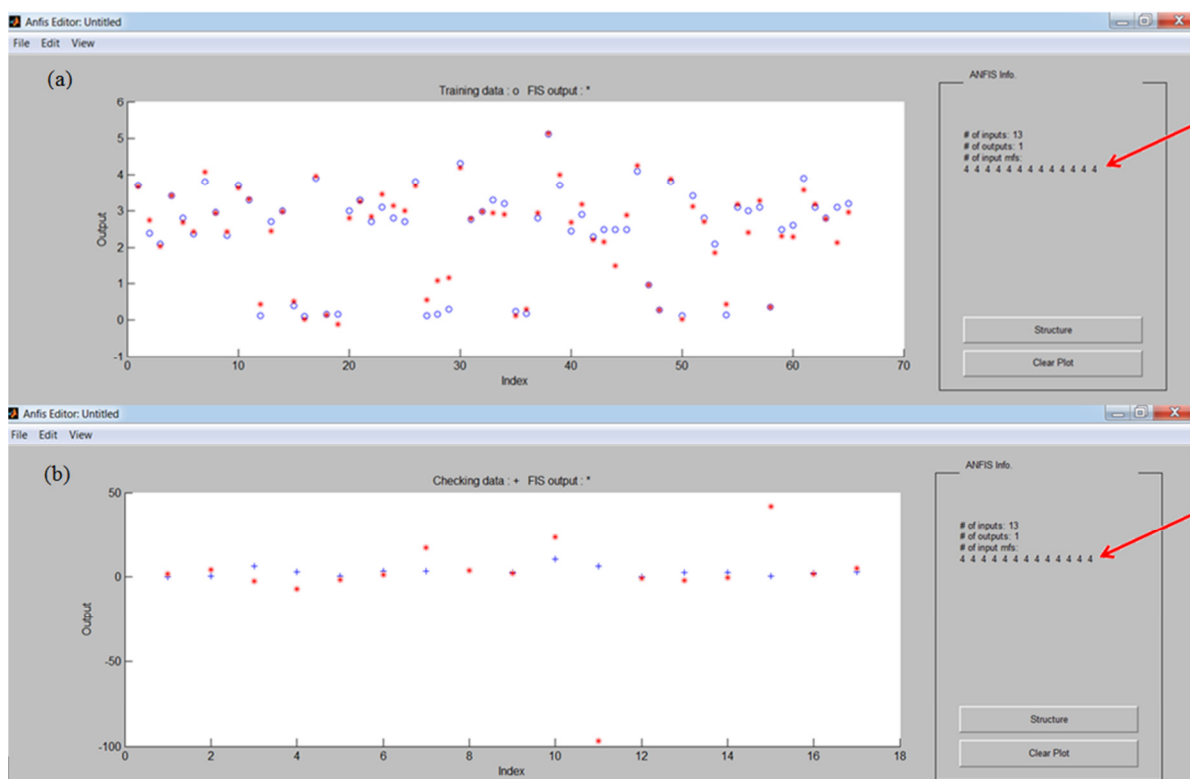 Anfis Editor: Untitled
File Edit View
(a)
Training data : o FIS output : *
6
5
4
3
2
1
0
-1
Output
0 10 20 30 40 50 60 70
Index
ANFIS Info.
# of inputs: 13
# of outputs: 1
# of input mfs:
4 4 4 4 4 4 4 4 4 4 4 4 4
Structure
Clear Plot
Anfis Editor: Untitled
File Edit View
(b)
Checking data : + FIS output : *
50
0
-50
-100
Output
0 2 4 6 8 10 12 14 16 18
Index
ANFIS Info.
# of inputs: 13
# of outputs: 1
# of input mfs:
4 4 4 4 4 4 4 4 4 4 4 4 4
Structure
Clear Plot